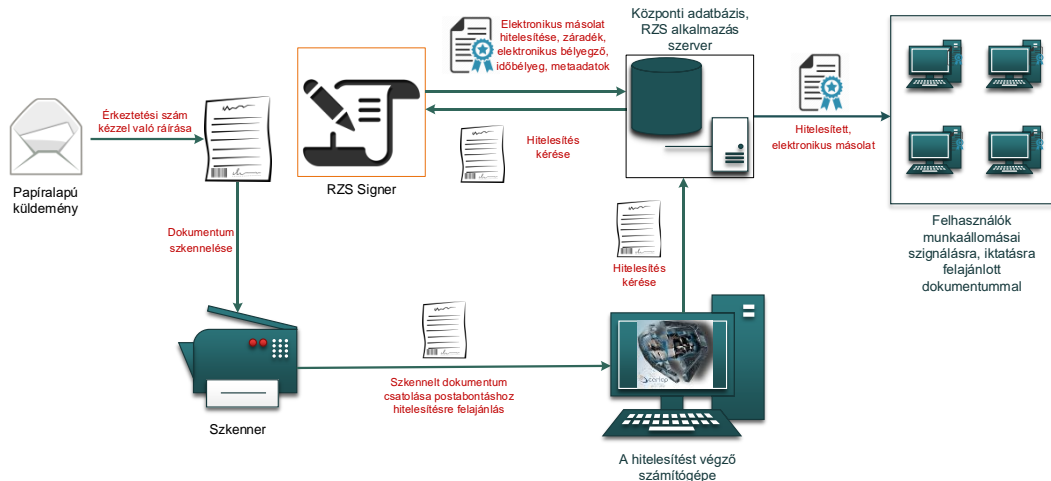 Elektronikus másolat
hitelesítése, záradék,
elektronikus bélyegző,
időbélyeg, metaadatok
Központi adatbázis,
RZS alkalmazás
szerver
Érkeztetési szám
kézzel való ráírása
Papíralapú
küldemény
RZS Signer
Hitelesítés
kérése
Hitelesített,
elektronikus másolat
Felhasználók
munkaállomásai
szignálásra, iktatásra
felajánlott
dokumentummal
Dokumentum
szkennelése
Hitelesítés
kérése
Szkennelt dokumentum
csatolása postabontáshoz
hitelesítésre felajánlás
Szkenner
A hitelesítést végző
számítógépe